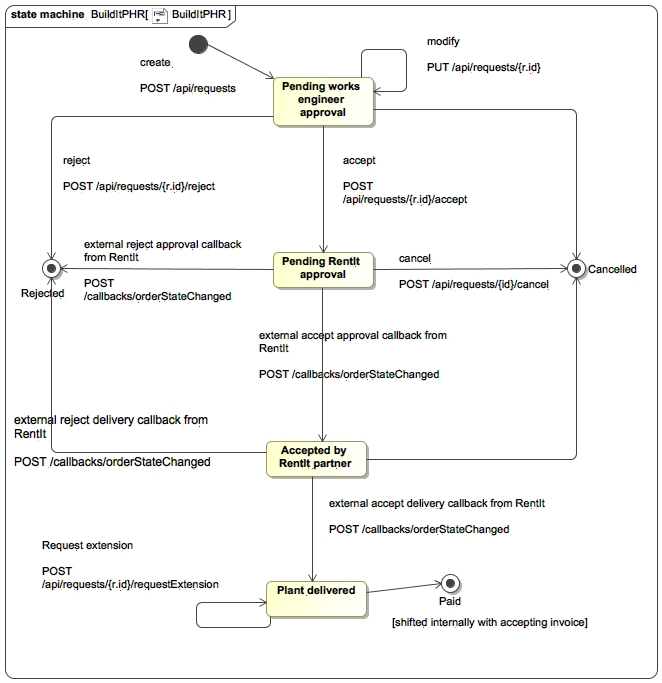 state machine BuildItPHR[ BuildItPHR ]
create
POST /api/requests
modify
PUT /api/requests/{r.id}
Pending works
engineer
approval
reject
POST /api/requests/{r.id}/reject
accept
POST
/api/requests/{r.id}/accept
external reject approval callback
from RentIt
POST
/callbacks/orderStateChanged
Rejected
Pending RentIt
approval
cancel
POST /api/requests/{id}/cancel
Cancelled
external accept approval callback from
RentIt
POST /callbacks/orderStateChanged
external reject delivery callback from
RentIt
POST /callbacks/orderStateChanged
Accepted by
RentIt partner
external accept delivery callback from RentIt
POST /callbacks/orderStateChanged
Request extension
POST
/api/requests/{r.id}/requestExtension
Plant delivered
Paid
[shifted internally with accepting invoice]